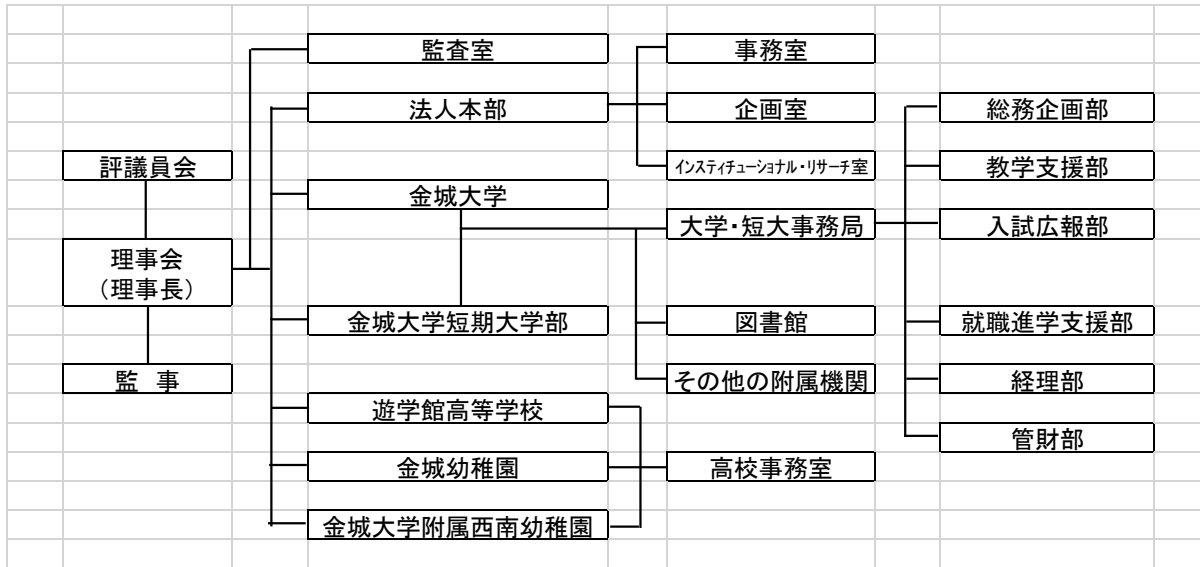 評議員会
理事会
（理事長）
監　事
監査室
法人本部
金城大学
金城大学短期大学部
遊学館高等学校
金城幼稚園
金城大学附属西南幼稚園
事務室
企画室
ｲﾝｽﾃｨﾁｭｰｼｮﾅﾙ・ﾘｻｰﾁ室
大学・短大事務局
図書館
その他の附属機関
高校事務室
総務企画部
教学支援部
入試広報部
就職進学支援部
経理部
管財部